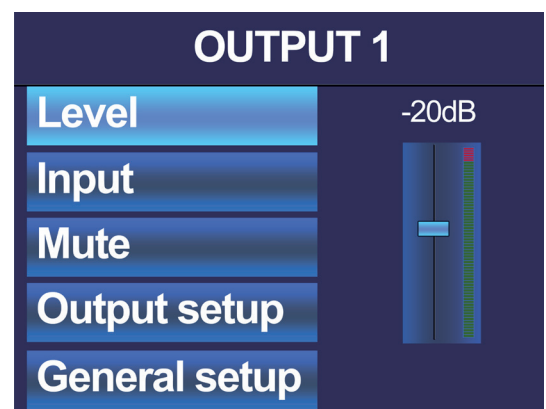 OUTPUT 1
Level
-20dB
Input
Mute
Output setup
General setup